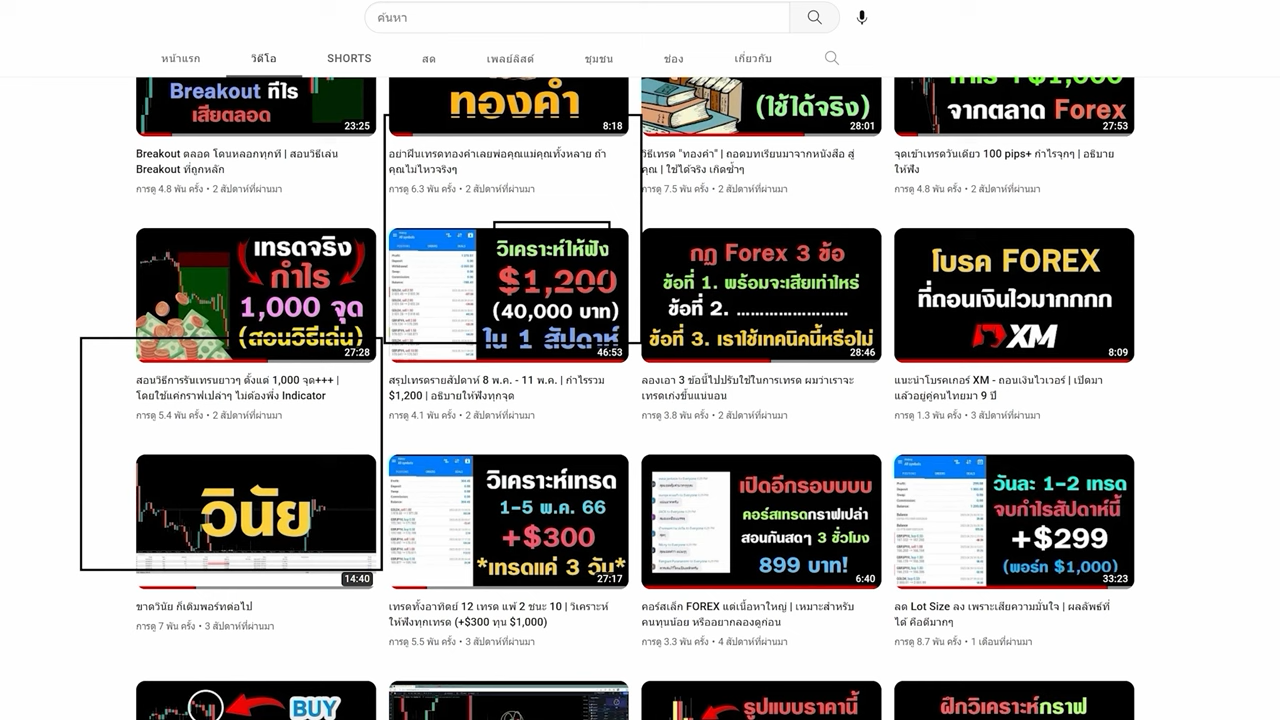 ค้นหา
หน้าแรก
วิดีโอ
SHORTS
สด
เพลย์ลิสต์
ชุมชน
ช่อง
เกี่ยวกับ
Breakout ทีไร
เสียตลอด
23:25
ทองคำ
8:18
(ใช้ได้จริง)
28:01
กำไร +$1,000
จากตลาด Forex
27:53
Breakout ตลอด โดนหลอกทุกที | สอนวิธีเล่น
Breakout ที่ถูกหลัก
การดู 4.8 พัน ครั้ง • 2 สัปดาห์ที่ผ่านมา
อย่าฝืนเทรดทองคำเลยพ่อคุณแม่คุณทั้งหลาย ถ้า
คุณไม่ไหวจริงๆ
การดู 6.3 พัน ครั้ง • 2 สัปดาห์ที่ผ่านมา
วิธีเทรด "ทองคำ" | ถอดบทเรียนมาจากหนังสือ สู่
คุณ | ใช้ได้จริง เกิดซ้ำๆ
การดู 7.5 พัน ครั้ง • 2 สัปดาห์ที่ผ่านมา
จุดเข้าเทรดวันเดียว 100 pips+ กำไรจุกๆ | อธิบาย
ให้ฟัง
การดู 4.8 พัน ครั้ง • 2 สัปดาห์ที่ผ่านมา
เทรดจริง
กำไร
1,000 จุด
(สอนวิธีเล่น)
27:28
วิเคราะห์ให้ฟัง
$1,200
(40,000 บาท)
ใน 1 สัปดาห์
46:53
กฎ Forex 3 ข้อ
ข้อที่ 1. พร้อมจะเสียเท่าไหร่
ข้อที่ 2. ........................
ข้อที่ 3. เราใช้เทคนิคนี้หรือไม่
28:46
โบรค FOREX
ที่ถอนเงินไวมากกกก
XM
8:09
สอนวิธีการรันเทรนยาวๆ ตั้งแต่ 1,000 จุด+++ |
โดยใช้แค่กราฟเปล่าๆ ไม่ต้องพึ่ง Indicator
การดู 5.4 พัน ครั้ง • 2 สัปดาห์ที่ผ่านมา
สรุปเทรดรายสัปดาห์ 8 พ.ค. - 11 พ.ค. | กำไรรวม
$1,200 | อธิบายให้ฟังทุกจุด
การดู 4.1 พัน ครั้ง • 2 สัปดาห์ที่ผ่านมา
ลองเอา 3 ข้อนี้ไปปรับใช้ในการเทรด ผมว่าเราจะ
เทรดเก่งขึ้นแน่นอน
การดู 3.8 พัน ครั้ง • 2 สัปดาห์ที่ผ่านมา
แนะนำโบรคเกอร์ XM - ถอนเงินไวเวอร์ | เปิดมา
แล้วอยู่คู่คนไทยมา 9 ปี
การดู 1.3 พัน ครั้ง • 3 สัปดาห์ที่ผ่านมา
วินัย
14:40
วิเคราะห์เทรด
1-5 พ.ค. 66
+$300
*เทรดแค่ 3 วัน*
27:17
เปิดอีกรอบบบบ
คอร์สเทรดกราฟเปล่า
สอนกันสดๆ 3 ชั่วโมง
899 บาท!
6:40
วันละ 1-2 เทรด
จบกำไรสัปดาห์นี้
+$299
(พอร์ท $1,000)
33:23
ขาดวินัย ก็เติมพอร์ทต่อไป
การดู 7 พัน ครั้ง • 3 สัปดาห์ที่ผ่านมา
เทรดทั้งอาทิตย์ 12 เทรด แพ้ 2 ชนะ 10 | วิเคราะห์
ให้ฟังทุกเทรด (+$300 ทุน $1,000)
การดู 5.5 พัน ครั้ง • 3 สัปดาห์ที่ผ่านมา
คอร์สเล็ก FOREX แต่เนื้อหาใหญ่ | เหมาะสำหรับ
คนทุนน้อย หรืออยากลองดูก่อน
การดู 3.3 พัน ครั้ง • 4 สัปดาห์ที่ผ่านมา
ลด Lot Size ลง เพราะเสียความมั่นใจ | ผลลัพธ์ที่
ได้ คือดีมากๆ
การดู 8.7 พัน ครั้ง • 1 เดือนที่ผ่านมา
BUY
รูปแบบราคานี้
ฝึกวิเคราะห์กราฟ